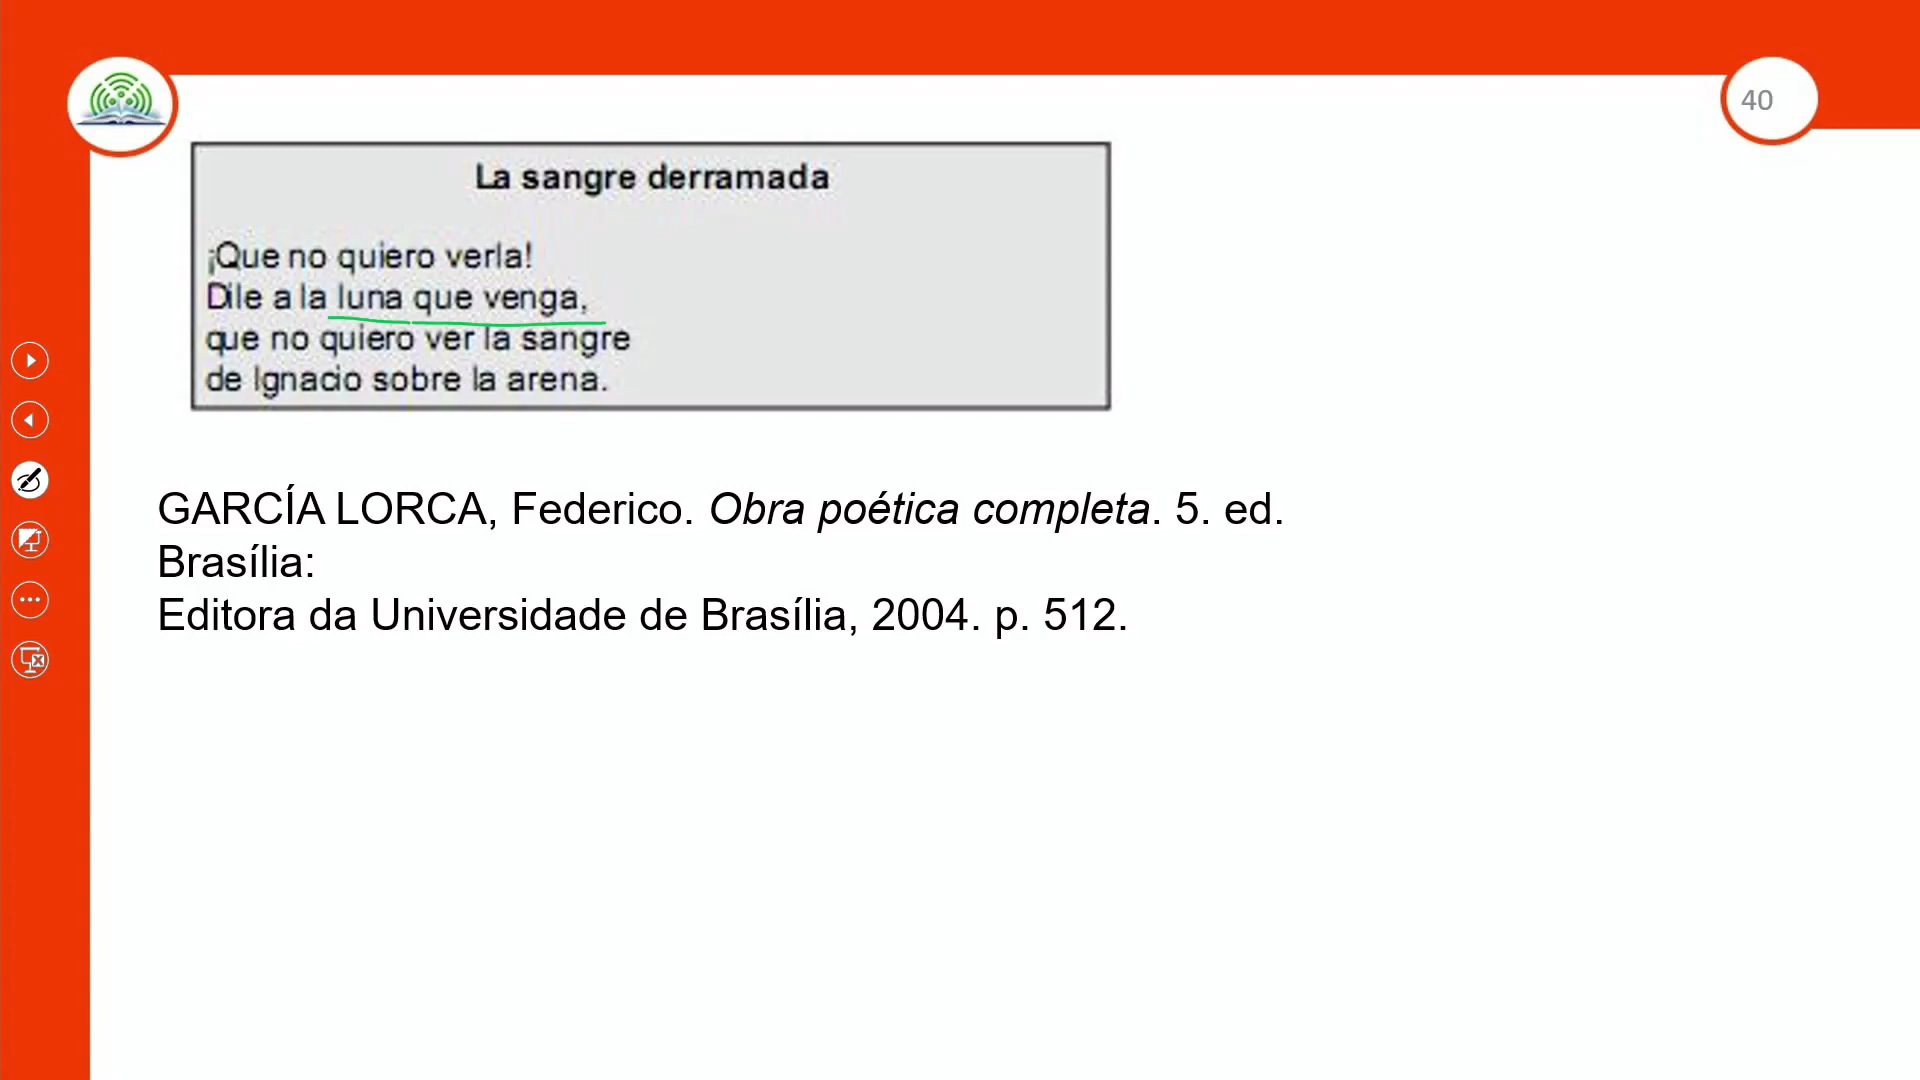 40
La sangre derramada
¡Que no quiero verla!
Dile a la luna que venga,
que no quiero ver la sangre
de Ignacio sobre la arena.
GARCÍA LORCA, Federico. Obra poética completa. 5. ed.
Brasília:
Editora da Universidade de Brasília, 2004. p. 512.